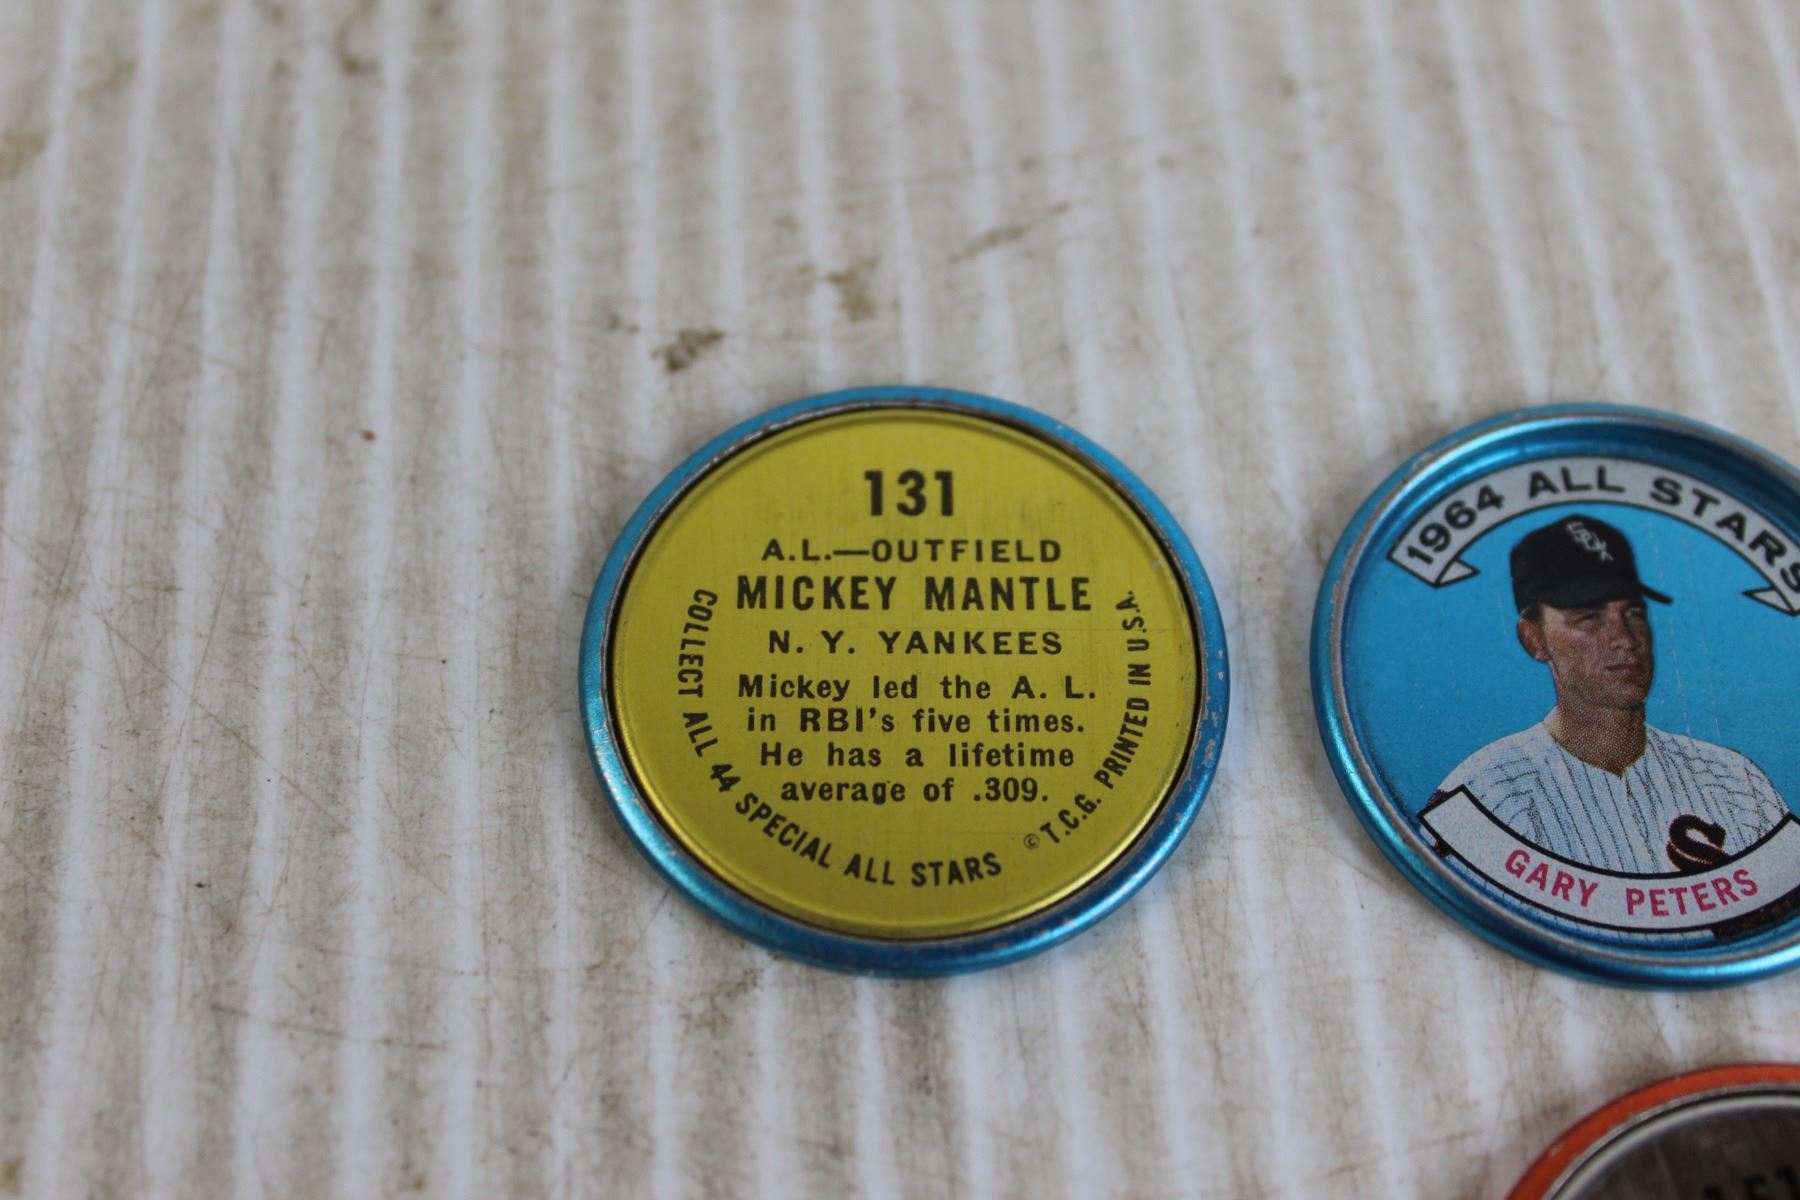 131
A.L.—OUTFIELD
MICKEY MANTLE
N. Y. YANKEES
Mickey led the A. L.
in RBI's five times.
He has a lifetime
average of .309.
COLLECT ALL 44 SPECIAL ALL STARS
© T.C.G. PRINTED IN U.S.A.
1964 ALL STARS
SOX
GARY PETERS